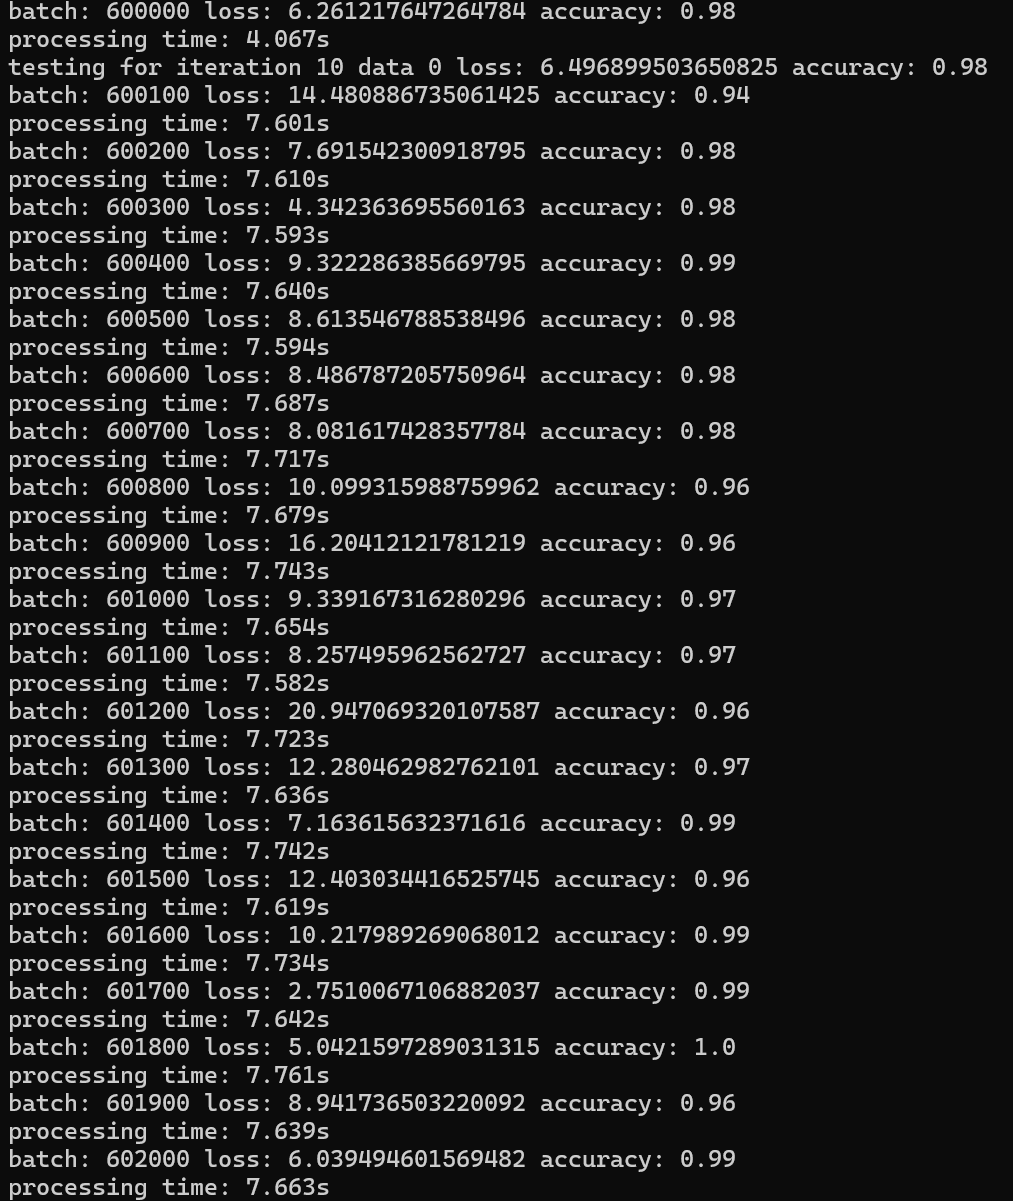 batch: 600000 loss: 6.261217647264784 accuracy: 0.98
processing time: 4.067s
testing for iteration 10 data 0 loss: 6.496899503650825 accuracy: 0.98
batch: 600100 loss: 14.480886735061425 accuracy: 0.94
processing time: 7.601s
batch: 600200 loss: 7.691542300918795 accuracy: 0.98
processing time: 7.610s
batch: 600300 loss: 4.342363695560163 accuracy: 0.98
processing time: 7.593s
batch: 600400 loss: 9.322286385669795 accuracy: 0.99
processing time: 7.640s
batch: 600500 loss: 8.613546788538496 accuracy: 0.98
processing time: 7.594s
batch: 600600 loss: 8.486787205750964 accuracy: 0.98
processing time: 7.687s
batch: 600700 loss: 8.081617428357784 accuracy: 0.98
processing time: 7.717s
batch: 600800 loss: 10.099315988759962 accuracy: 0.96
processing time: 7.679s
batch: 600900 loss: 16.20412121781219 accuracy: 0.96
processing time: 7.743s
batch: 601000 loss: 9.339167316280296 accuracy: 0.97
processing time: 7.654s
batch: 601100 loss: 8.257495962562727 accuracy: 0.97
processing time: 7.582s
batch: 601200 loss: 20.947069320107587 accuracy: 0.96
processing time: 7.723s
batch: 601300 loss: 12.280462982762101 accuracy: 0.97
processing time: 7.636s
batch: 601400 loss: 7.163615632371616 accuracy: 0.99
processing time: 7.742s
batch: 601500 loss: 12.403034416525745 accuracy: 0.96
processing time: 7.619s
batch: 601600 loss: 10.217989269068012 accuracy: 0.99
processing time: 7.734s
batch: 601700 loss: 2.7510067106882037 accuracy: 0.99
processing time: 7.642s
batch: 601800 loss: 5.0421597289031315 accuracy: 1.0
processing time: 7.761s
batch: 601900 loss: 8.941736503220092 accuracy: 0.96
processing time: 7.639s
batch: 602000 loss: 6.039494601569482 accuracy: 0.99
processing time: 7.663s